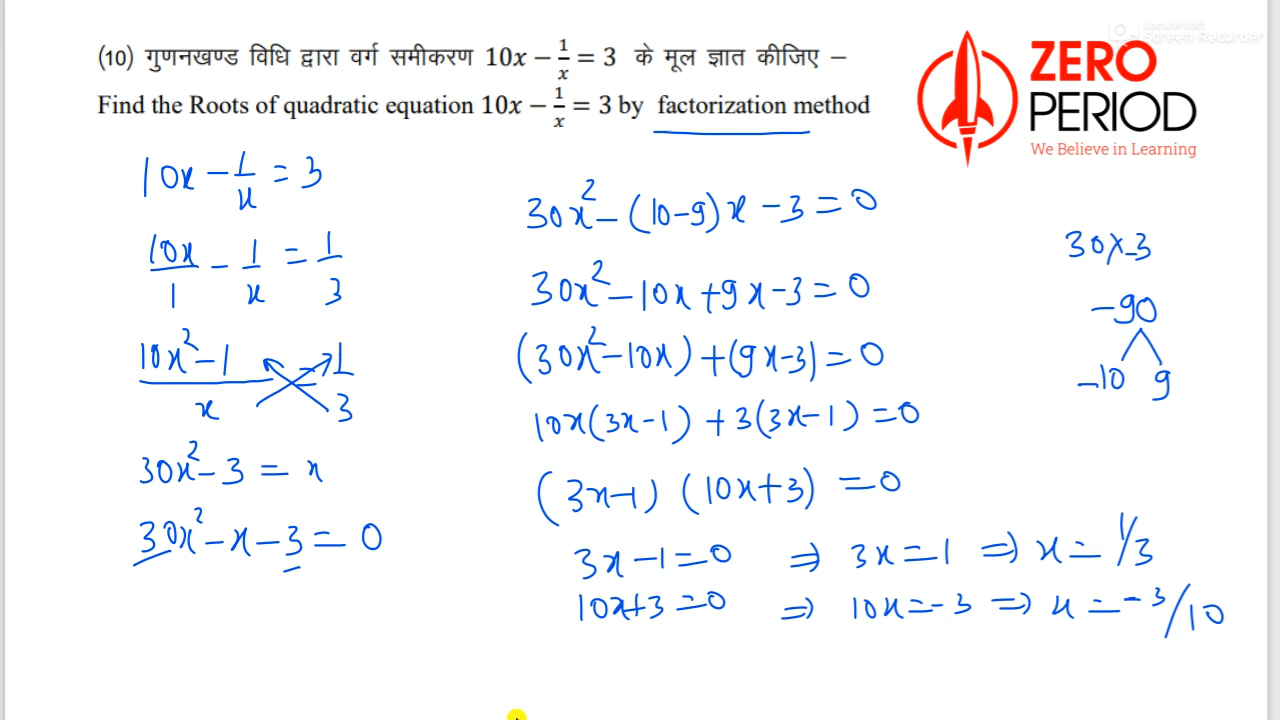 (10) गुणनखण्ड विधि द्वारा वर्ग समीकरण 10x − 1/x = 3 के मूल ज्ञात कीजिए −
Find the Roots of quadratic equation 10x − 1/x = 3 by factorization method
ZERO
PERIOD
We Believe in Learning
Apowersoft
Screen Recorder
10x − 1/x = 3
10x/1 − 1/x = 1/3
10x² − 1/x = 1/3
30x² − 3 = x
30x² − x − 3 = 0
30x² − (10−9)x − 3 = 0
30x² − 10x + 9x − 3 = 0
(30x² − 10x) + (9x − 3) = 0
10x(3x − 1) + 3(3x − 1) = 0
(3x − 1) (10x + 3) = 0
3x − 1 = 0 ⇒ 3x = 1 ⇒ x = 1/3
10x + 3 = 0 ⇒ 10x = −3 ⇒ x = −3/10
30 × −3
−90
−10 9